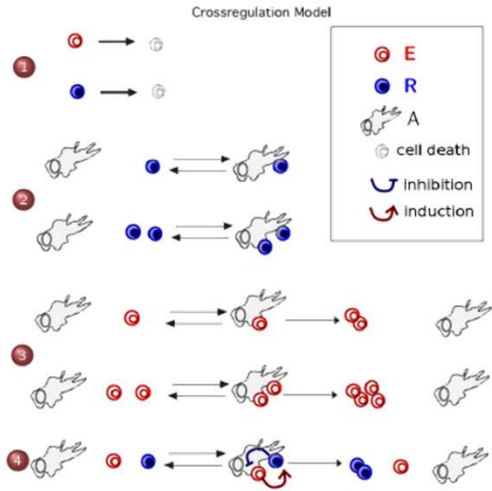 Crossregulation Model
1
E
R
A
cell death
inhibition
induction
2
3
4